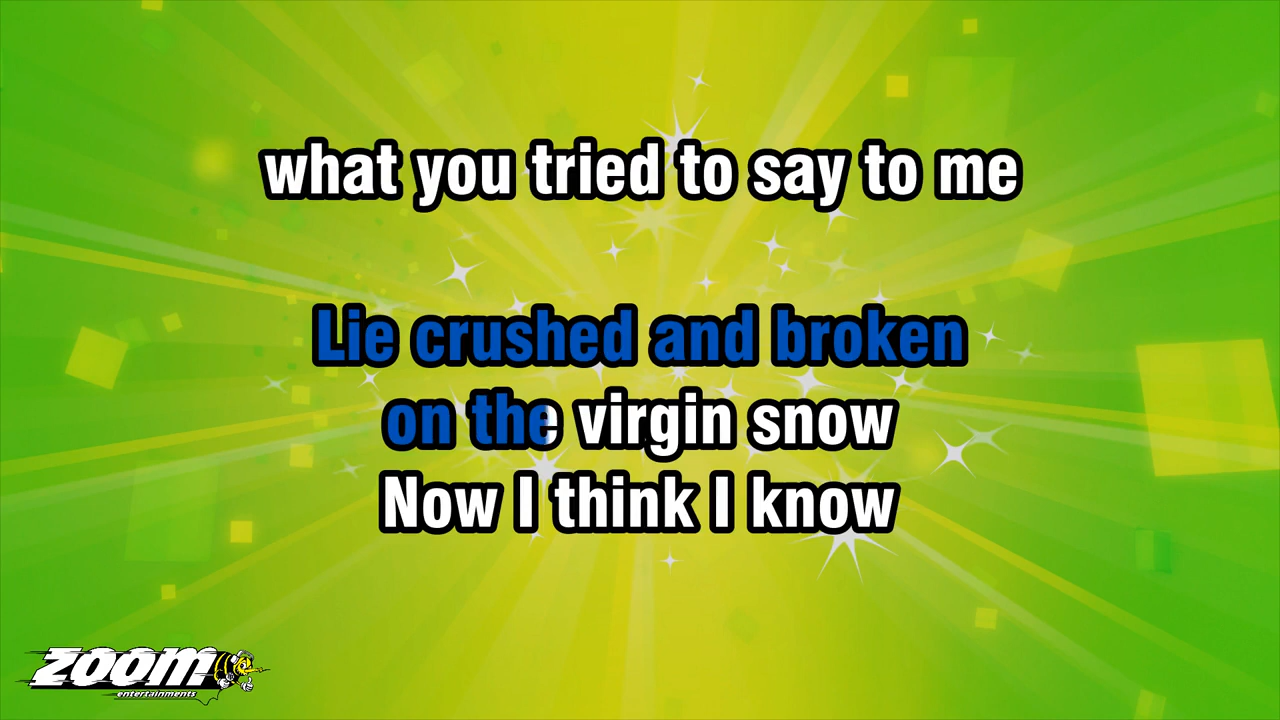 what you tried to say to me
Lie crushed and broken
on the virgin snow
Now I think I know
ZOOM
entertainments